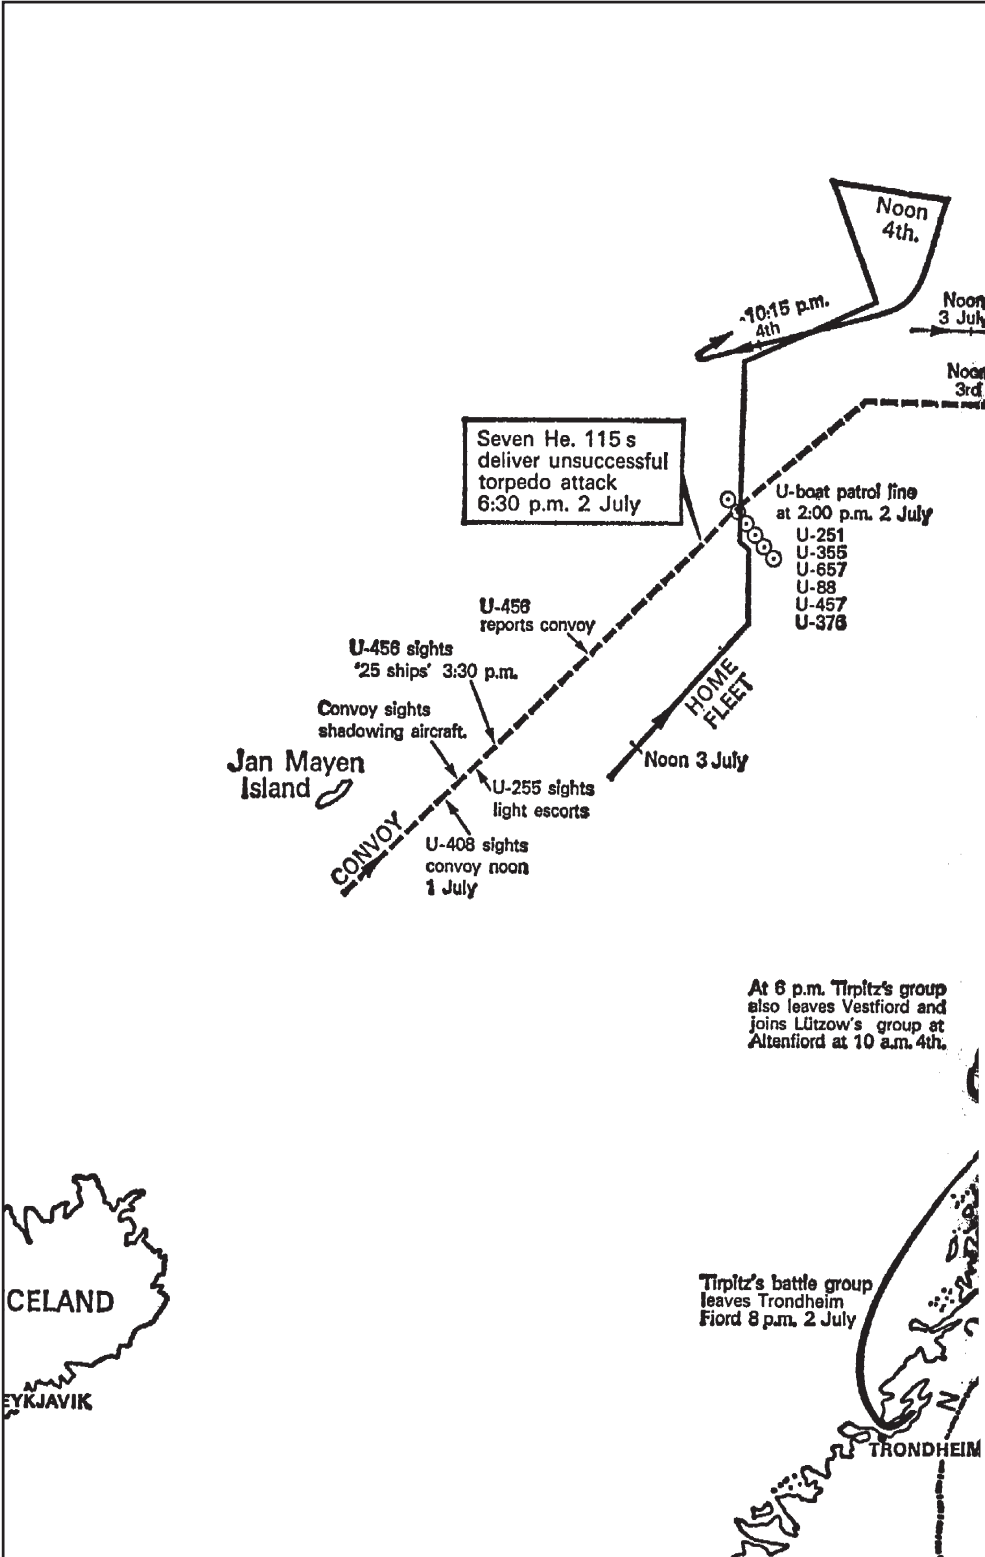 Noon
4th.
10:15 p.m.
4th
Noon
3 July
Noon
3rd
Seven He. 115s
deliver unsuccessful
torpedo attack
6:30 p.m. 2 July
U-boat patrol line
at 2:00 p.m. 2 July
U-251
U-355
U-657
U-88
U-457
U-376
U-456
reports convoy
U-456 sights
'25 ships' 3:30 p.m.
Convoy sights
shadowing aircraft.
HOME
FLEET
Noon 3 July
Jan Mayen
Island
U-255 sights
light escorts
CONVOY
U-408 sights
convoy noon
1 July
At 6 p.m. Tirpitz's group
also leaves Vestfiord and
joins Lützow's group at
Altenfiord at 10 a.m. 4th.
CELAND
EYKJAVIK
Tirpitz's battle group
leaves Trondheim
Fiord 8 p.m. 2 July
N
TRONDHEIM